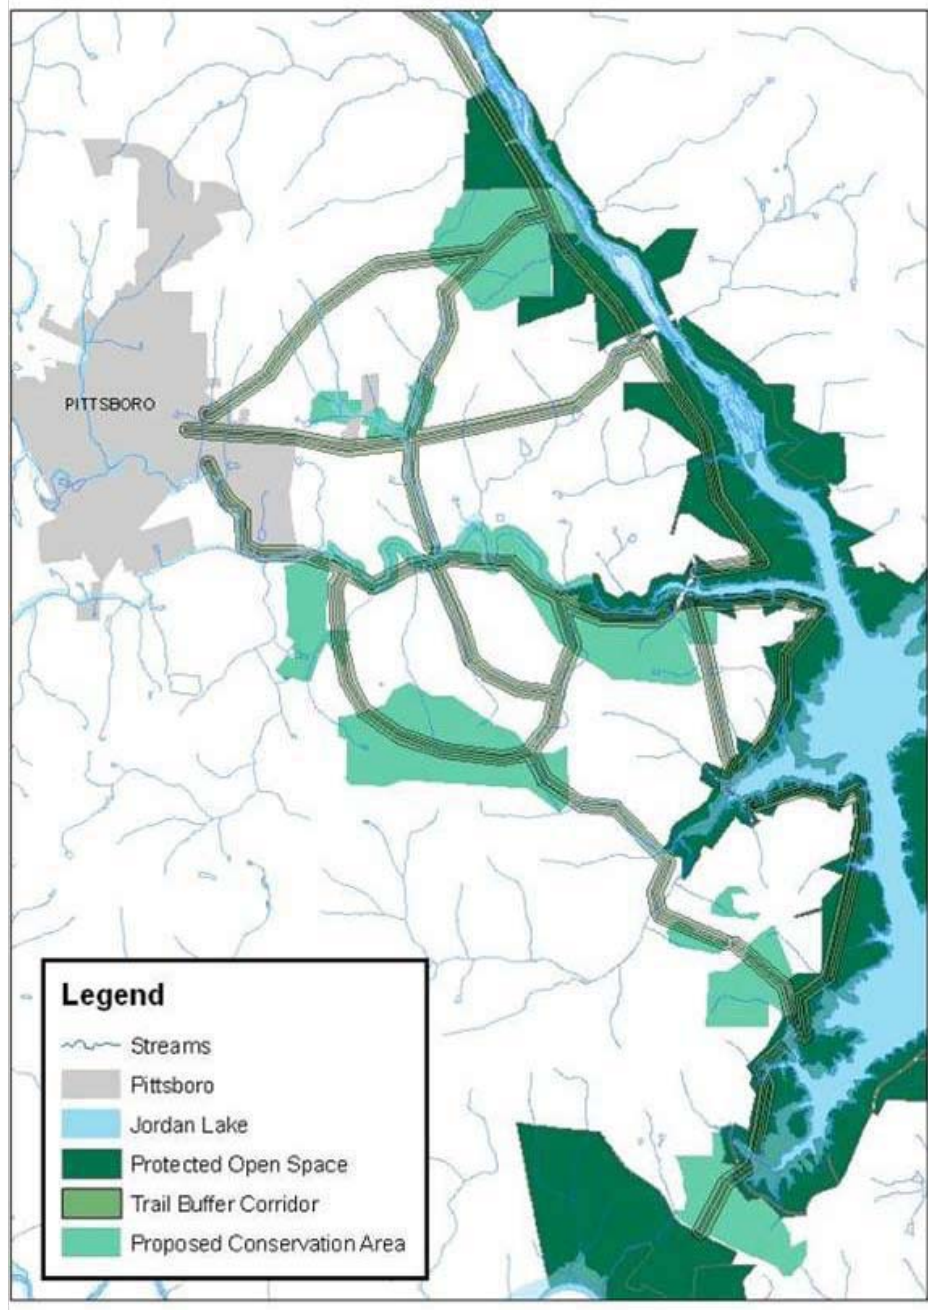 PITTSBORO
Legend
Streams
Pittsboro
Jordan Lake
Protected Open Space
Trail Buffer Corridor
Proposed Conservation Area